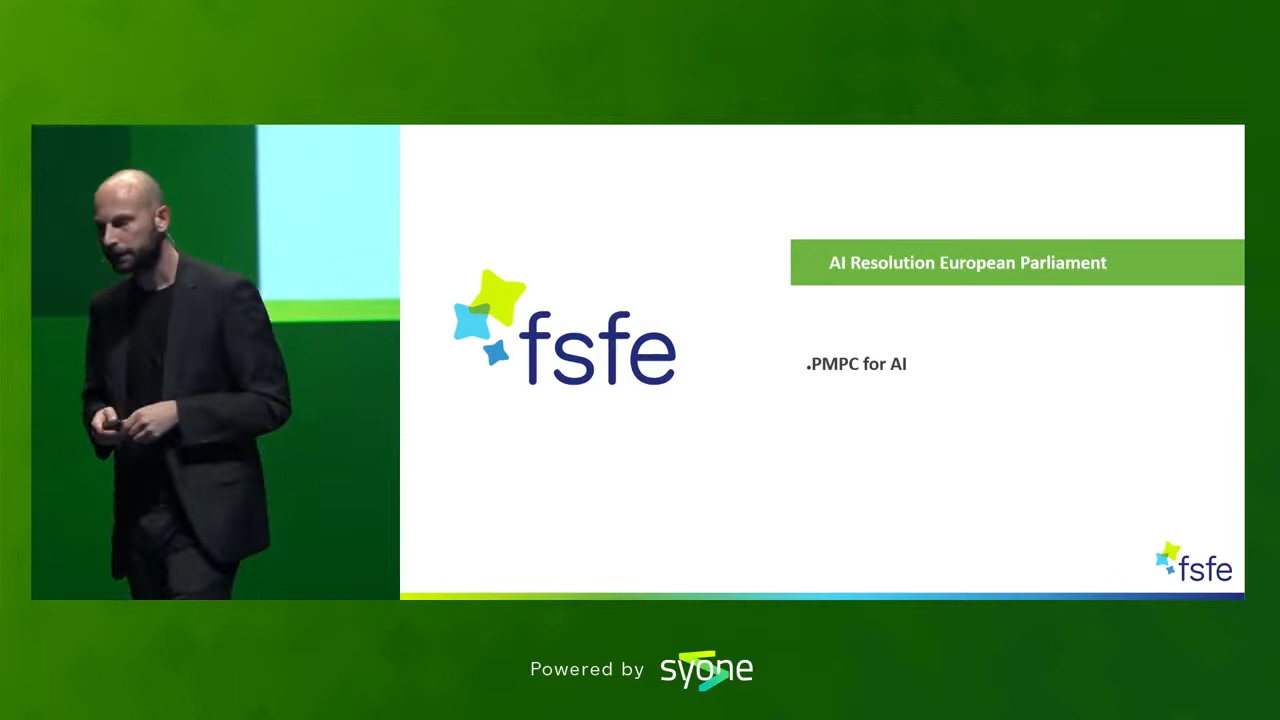 AI Resolution European Parliament
fsfe
.PMPC for AI
fsfe
Powered by syone